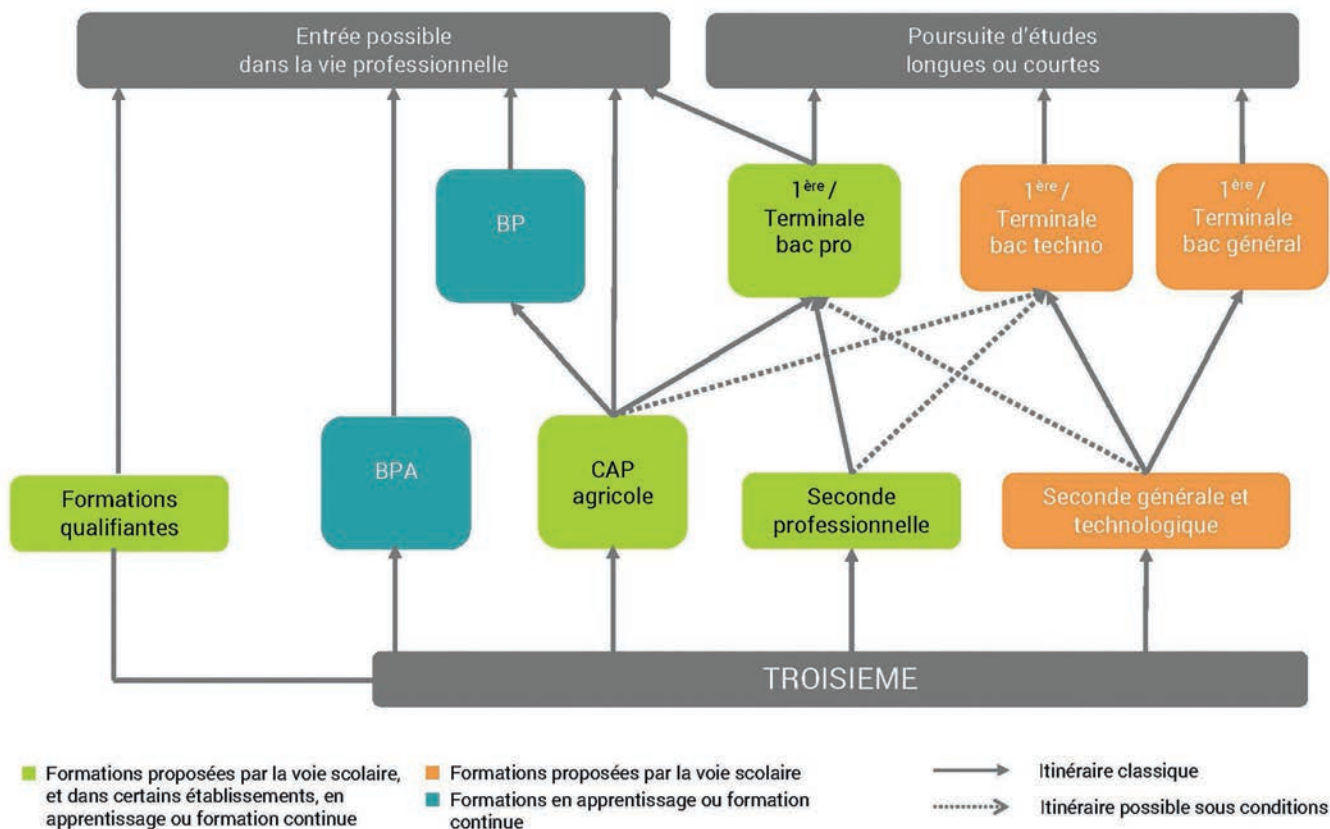 Entrée possible
dans la vie professionnelle
Poursuite d'études
longues ou courtes
BP
1ère /
Terminale
bac pro
1ère /
Terminale
bac techno
1ère /
Terminale
bac général
Formations
qualifiantes
BPA
CAP
agricole
Seconde
professionnelle
Seconde générale et
technologique
TROISIEME
Formations proposées par la voie scolaire,
et dans certains établissements, en
apprentissage ou formation continue
Formations proposées par la voie scolaire
Formations en apprentissage ou formation
continue
Itinéraire classique
Itinéraire possible sous conditions